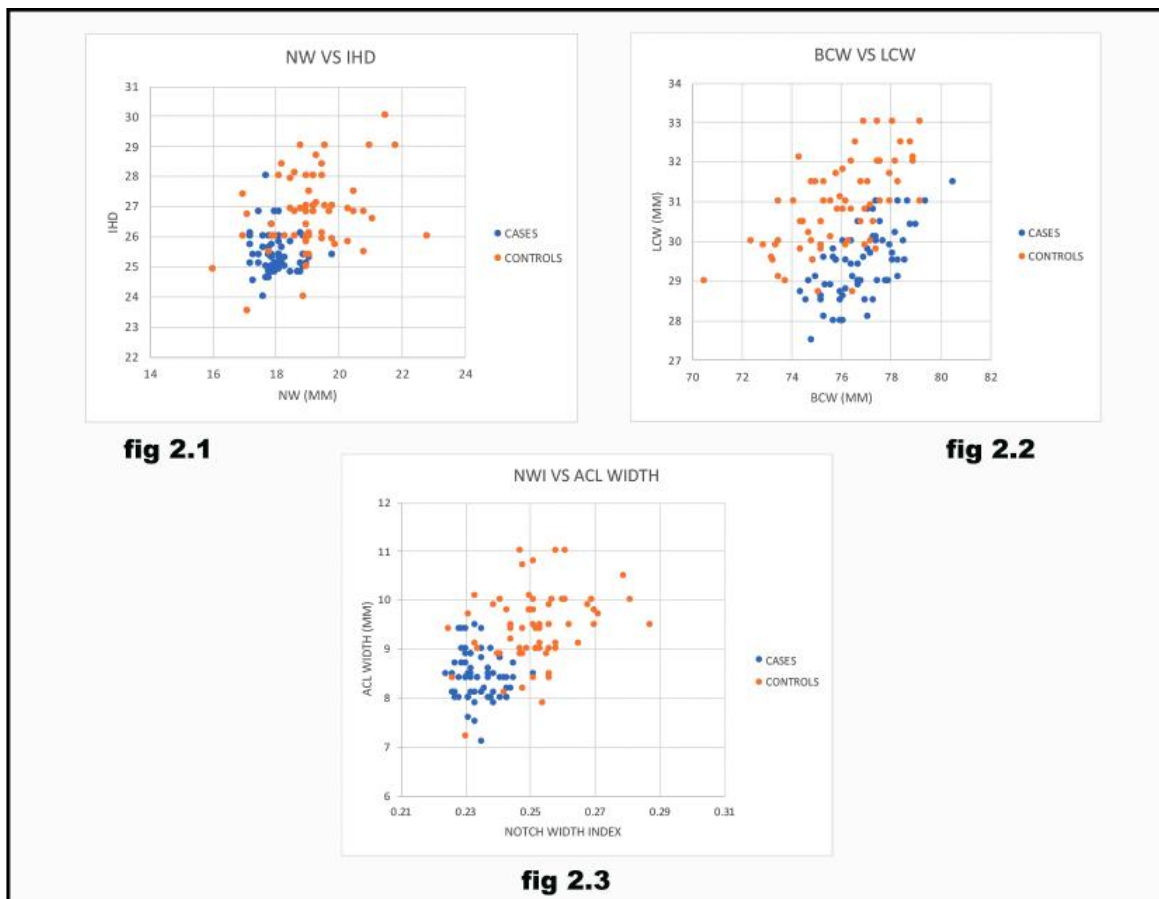 NW VS IHD
IHD
31
30
29
28
27
26
25
24
23
22
14 16 18 20 22 24
NW (MM)
CASES
CONTROLS
fig 2.1
BCW VS LCW
LCW (MM)
34
33
32
31
30
29
28
27
70 72 74 76 78 80 82
BCW (MM)
CASES
CONTROLS
fig 2.2
NWI VS ACL WIDTH
ACL WIDTH (MM)
12
11
10
9
8
7
6
0.21 0.23 0.25 0.27 0.29 0.31
NOTCH WIDTH INDEX
CASES
CONTROLS
fig 2.3